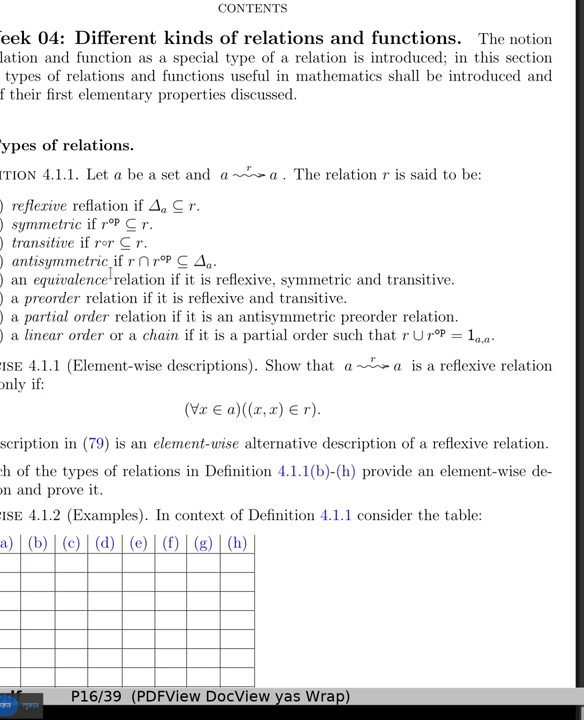 CONTENTS
eek 04: Different kinds of relations and functions. The notion
lation and function as a special type of a relation is introduced; in this section
types of relations and functions useful in mathematics shall be introduced and
f their first elementary properties discussed.
ypes of relations.
ITION 4.1.1. Let a be a set and a r a . The relation r is said to be:
) reflexive reflation if Δₐ ⊆ r.
) symmetric if rᵒᵖ ⊆ r.
) transitive if r∘r ⊆ r.
) antisymmetric if r ∩ rᵒᵖ ⊆ Δₐ.
) an equivalence relation if it is reflexive, symmetric and transitive.
) a preorder relation if it is reflexive and transitive.
) a partial order relation if it is an antisymmetric preorder relation.
) a linear order or a chain if it is a partial order such that r ∪ rᵒᵖ = 1ₐ,ₐ.
ISE 4.1.1 (Element-wise descriptions). Show that a r a is a reflexive relation
only if:
(∀x ∈ a)((x, x) ∈ r).
scription in (79) is an element-wise alternative description of a reflexive relation.
ch of the types of relations in Definition 4.1.1(b)-(h) provide an element-wise de-
on and prove it.
ISE 4.1.2 (Examples). In context of Definition 4.1.1 consider the table:
a) (b) (c) (d) (e) (f) (g) (h)
P16/39 (PDFView DocView yas Wrap)